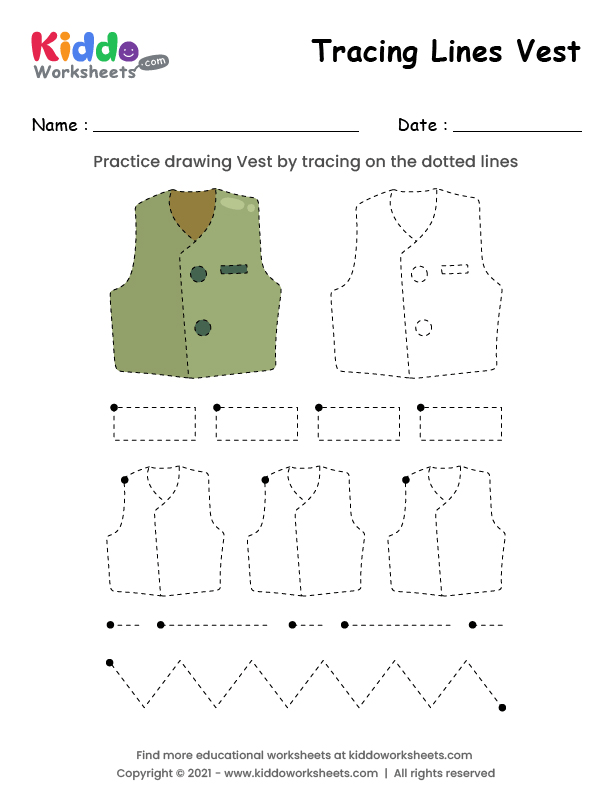 Kiddo
Worksheets.com
Tracing Lines Vest
Name :
Date :
Practice drawing Vest by tracing on the dotted lines
Find more educational worksheets at kiddoworksheets.com
Copyright © 2021 - www.kiddoworksheets.com | All rights reserved